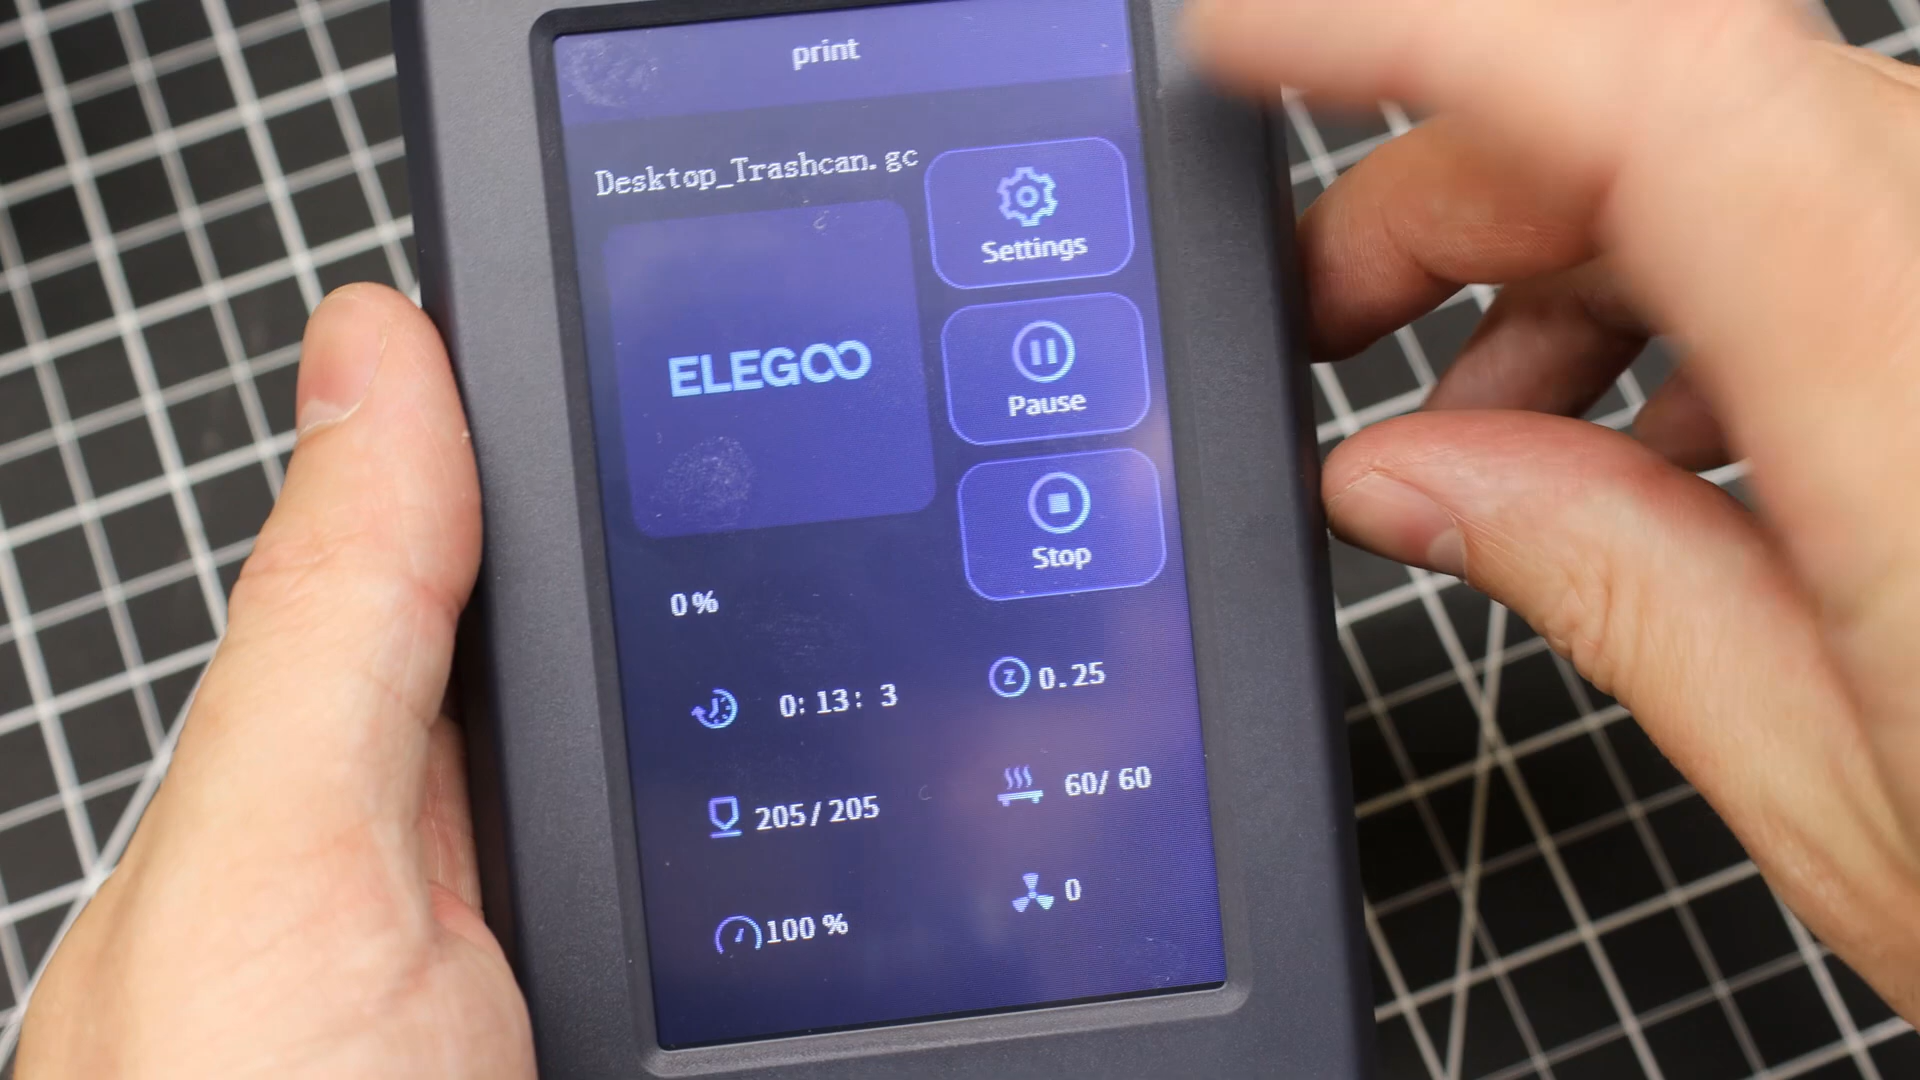 print
Desktop_Trashcan.gc
Settings
ELEGOO
Pause
Stop
0%
0: 13: 3
Z 0.25
205/205
60/ 60
100 %
0